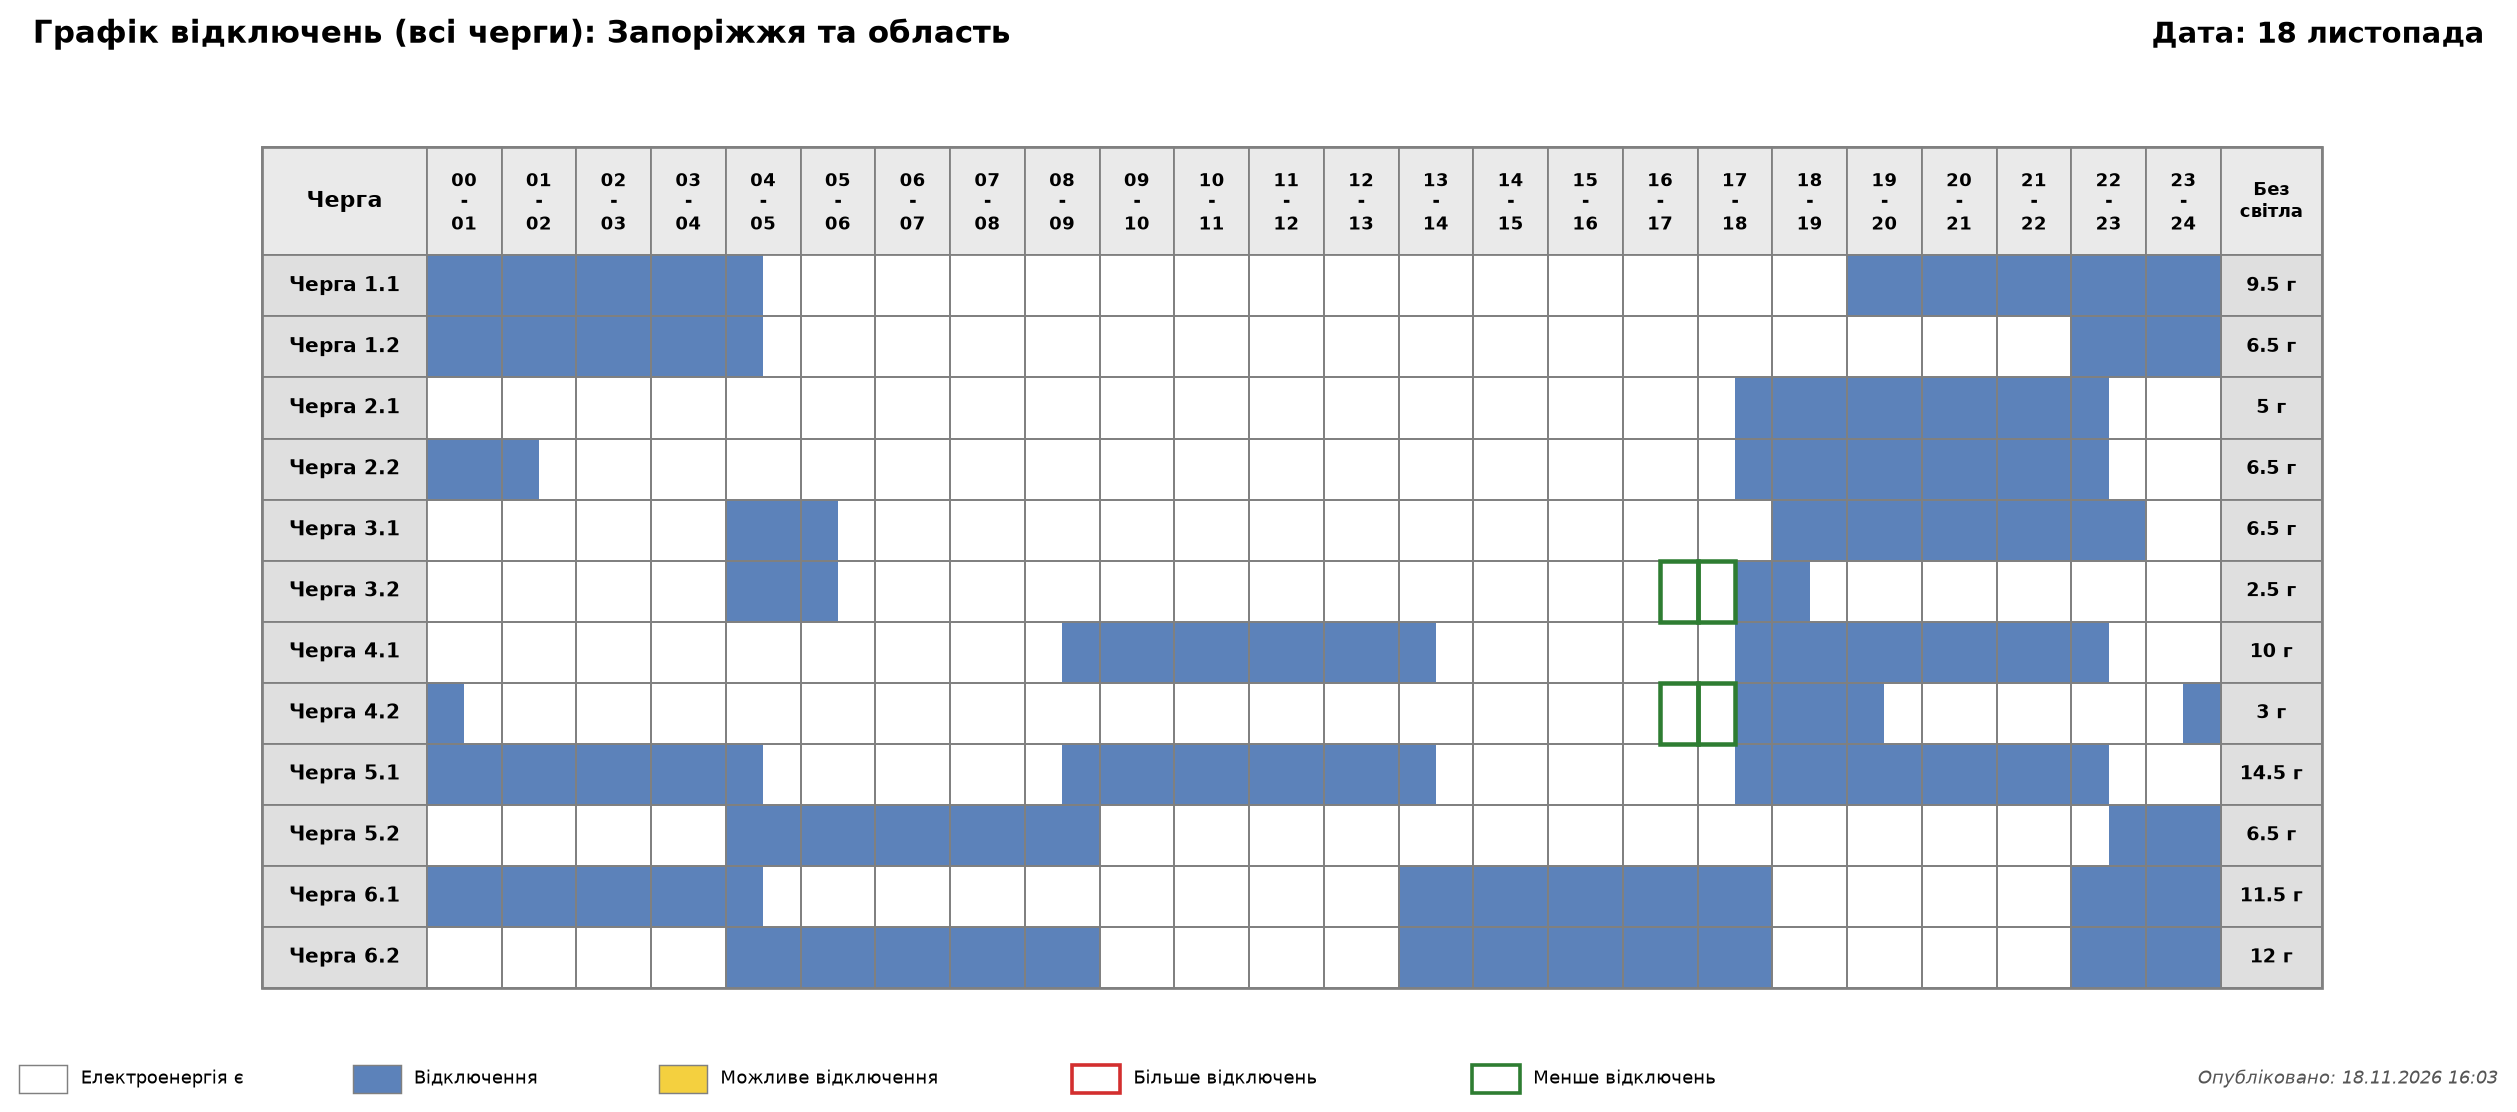 Графік відключень (всі черги): Запоріжжя та область
Дата: 18 листопада
Черга
00 - 01
01 - 02
02 - 03
03 - 04
04 - 05
05 - 06
06 - 07
07 - 08
08 - 09
09 - 10
10 - 11
11 - 12
12 - 13
13 - 14
14 - 15
15 - 16
16 - 17
17 - 18
18 - 19
19 - 20
20 - 21
21 - 22
22 - 23
23 - 24
Без світла
Черга 1.1 9.5 г
Черга 1.2 6.5 г
Черга 2.1 5 г
Черга 2.2 6.5 г
Черга 3.1 6.5 г
Черга 3.2 2.5 г
Черга 4.1 10 г
Черга 4.2 3 г
Черга 5.1 14.5 г
Черга 5.2 6.5 г
Черга 6.1 11.5 г
Черга 6.2 12 г
Електроенергія є
Відключення
Можливе відключення
Більше відключень
Менше відключень
Опубліковано: 18.11.2026 16:03